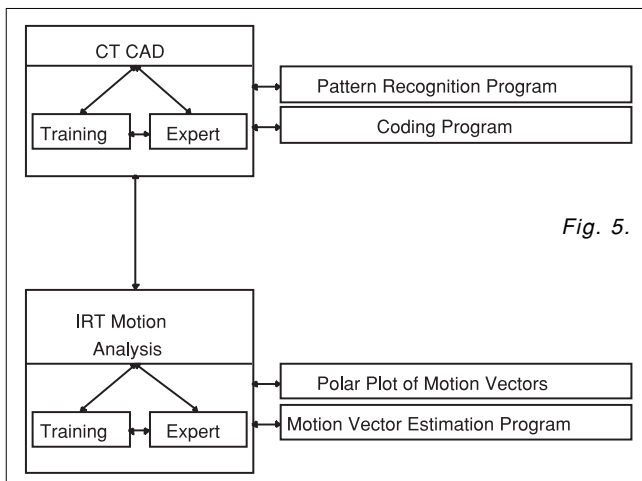 CT CAD
Training
Expert
Pattern Recognition Program
Coding Program
Fig. 5.
IRT Motion
Analysis
Training
Expert
Polar Plot of Motion Vectors
Motion Vector Estimation Program